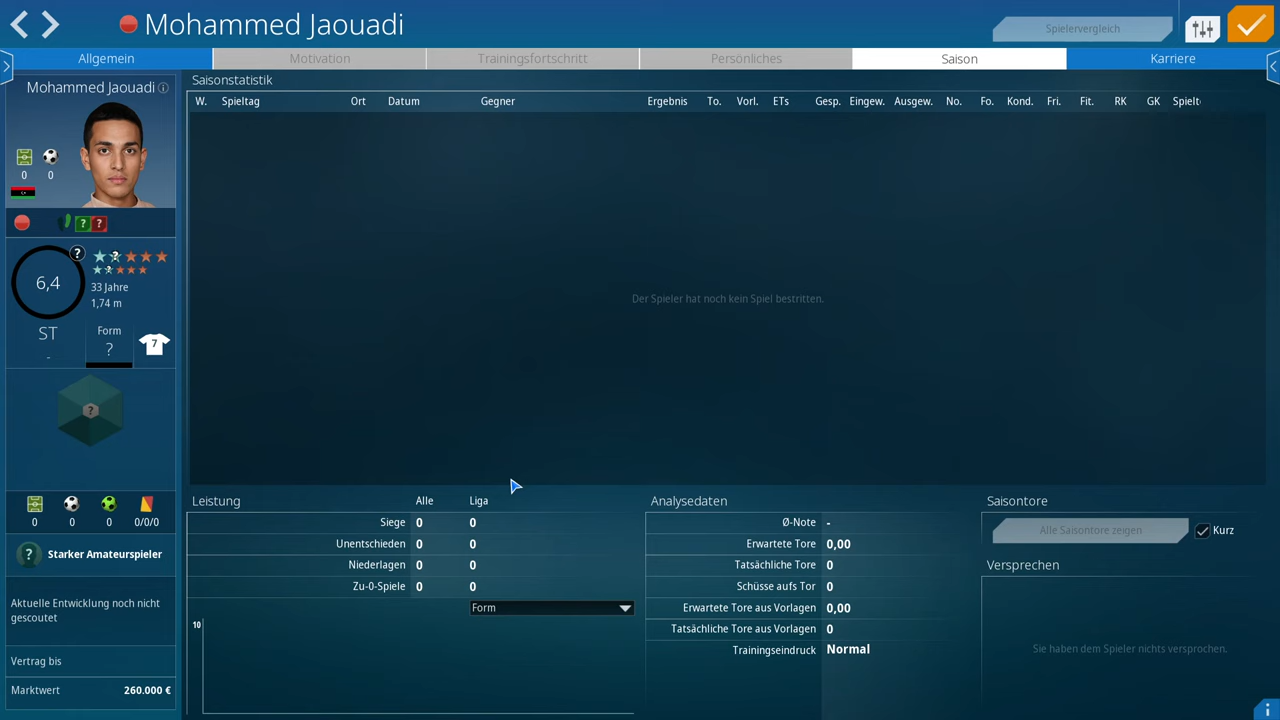 Mohammed Jaouadi
Spielervergleich
Allgemein
Motivation
Trainingsfortschritt
Persönliches
Saison
Karriere
Mohammed Jaouadi
0 0
? ?
6,4
?
?
?
33 Jahre
1,74 m
ST
-
Form
?
7
?
0 0 0 0/0/0
? Starker Amateurspieler
Aktuelle Entwicklung noch nicht
gescoutet
Vertrag bis
Marktwert 260.000 €
Saisonstatistik
W. Spieltag Ort Datum Gegner Ergebnis To. Vorl. ETs Gesp. Eingew. Ausgew. No. Fo. Kond. Fri. Fit. RK GK Spielt
Der Spieler hat noch kein Spiel bestritten.
Leistung Alle Liga
Siege 0 0
Unentschieden 0 0
Niederlagen 0 0
Zu-0-Spiele 0 0
Form
10
Analysedaten
Ø-Note -
Erwartete Tore 0,00
Tatsächliche Tore 0
Schüsse aufs Tor 0
Erwartete Tore aus Vorlagen 0,00
Tatsächliche Tore aus Vorlagen 0
Trainingseindruck Normal
Saisontore
Alle Saisontore zeigen
Kurz
Versprechen
Sie haben dem Spieler nichts versprochen.
i